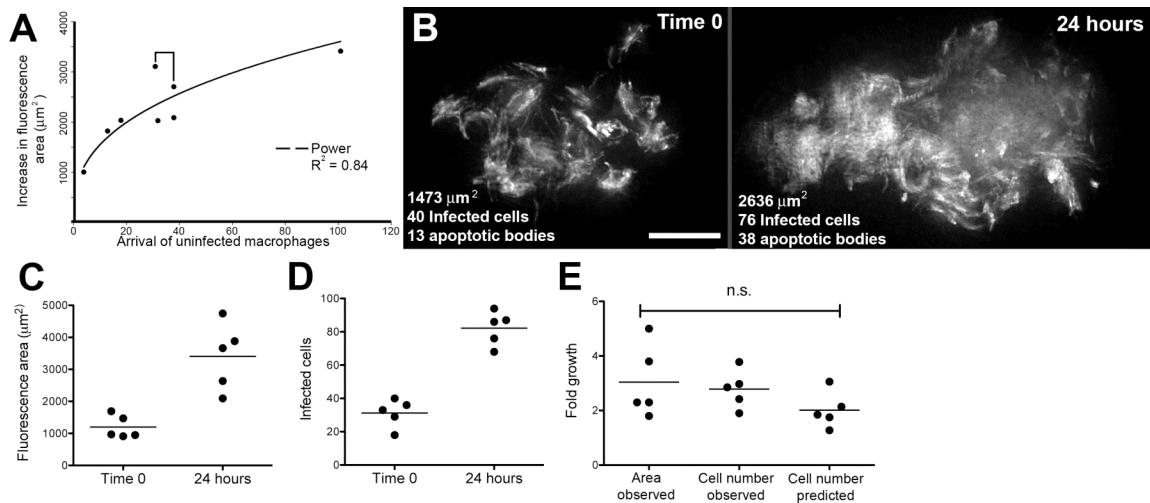 A
Increase in fluorescence
area (μm²)
4000
3000
2000
1000
0
20
40
60
80
100
120
Arrival of uninfected macrophages
Power
R² = 0.84
B
Time 0
1473 μm²
40 Infected cells
13 apoptotic bodies
24 hours
2636 μm²
76 Infected cells
38 apoptotic bodies
C
Fluorescence area (μm²)
5000
4000
3000
2000
1000
0
Time 0
24 hours
D
Infected cells
100
80
60
40
20
0
Time 0
24 hours
E
Fold growth
6
4
2
0
n.s.
Area
observed
Cell number
observed
Cell number
predicted